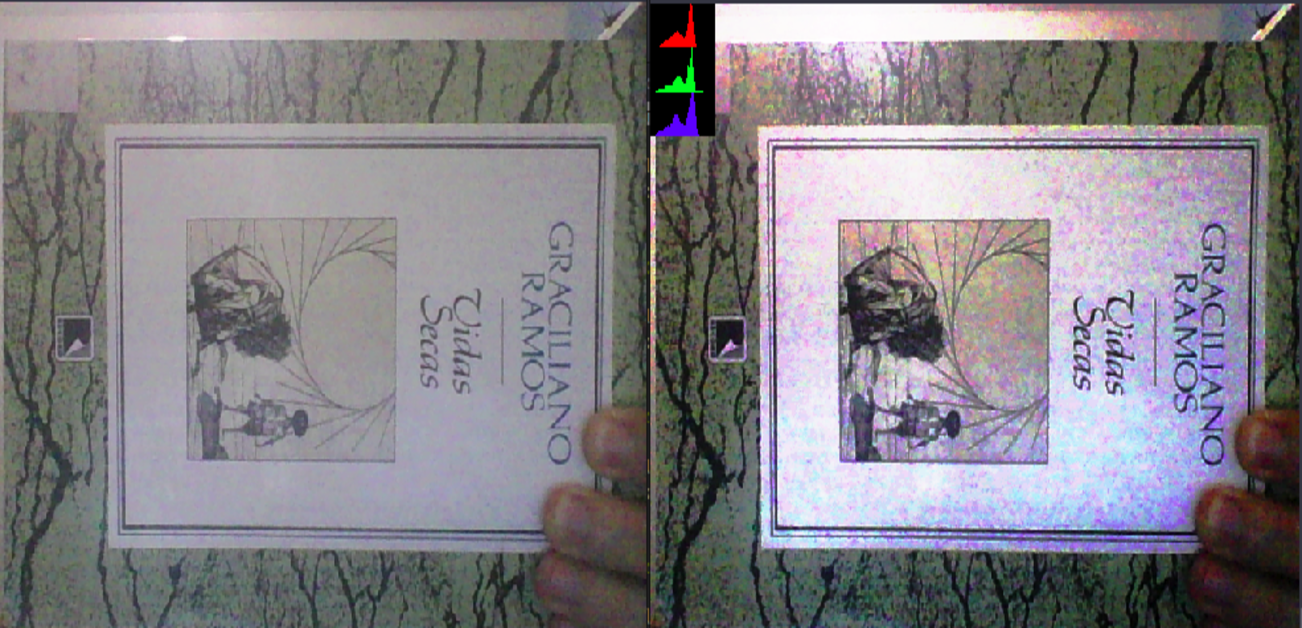 GRACILIANO
RAMOS
Vidas
Secas
GRACILIANO
RAMOS
Vidas
Secas